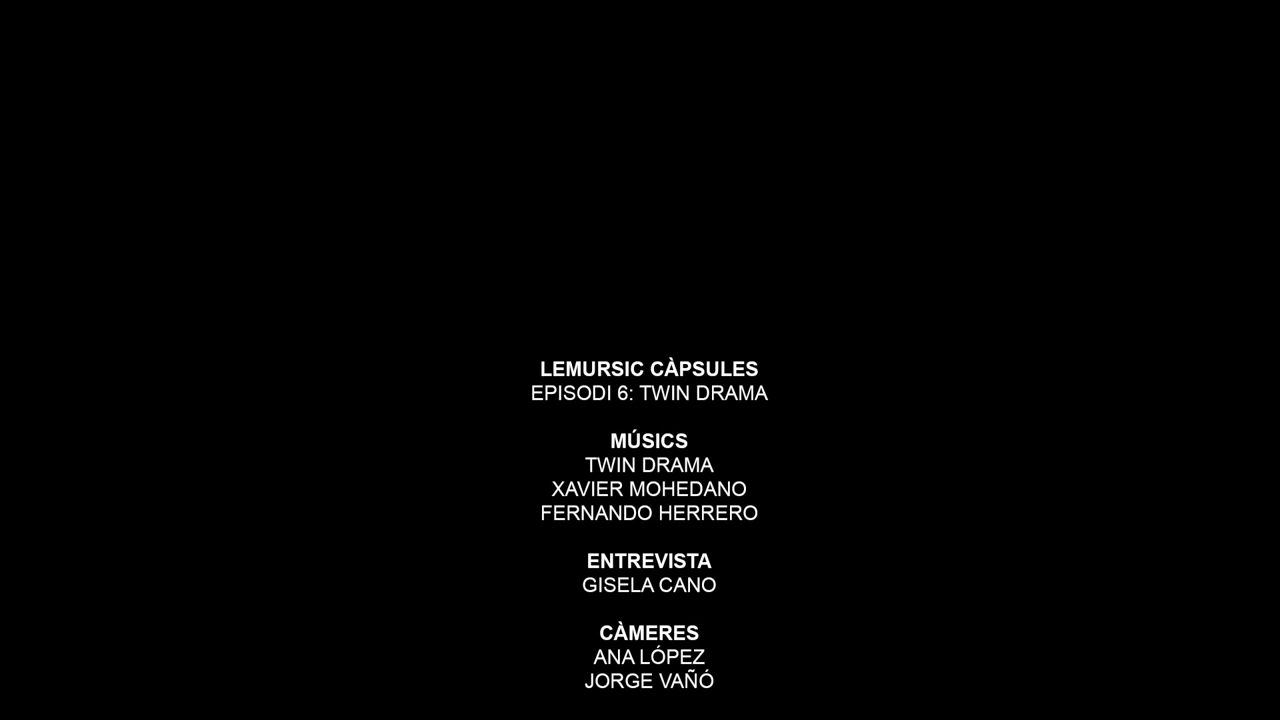 LEMURSIC CÀPSULES
EPISODI 6: TWIN DRAMA
MÚSICS
TWIN DRAMA
XAVIER MOHEDANO
FERNANDO HERRERO
ENTREVISTA
GISELA CANO
CÀMERES
ANA LÓPEZ
JORGE VAÑÓ